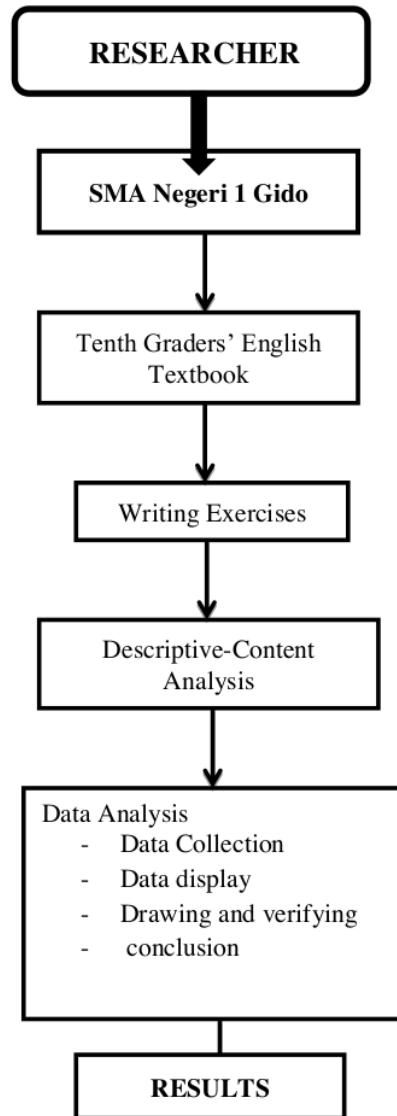 RESEARCHER
SMA Negeri 1 Gido
Tenth Graders’ English
Textbook
Writing Exercises
Descriptive-Content
Analysis
Data Analysis
- Data Collection
- Data display
- Drawing and verifying
- conclusion
RESULTS